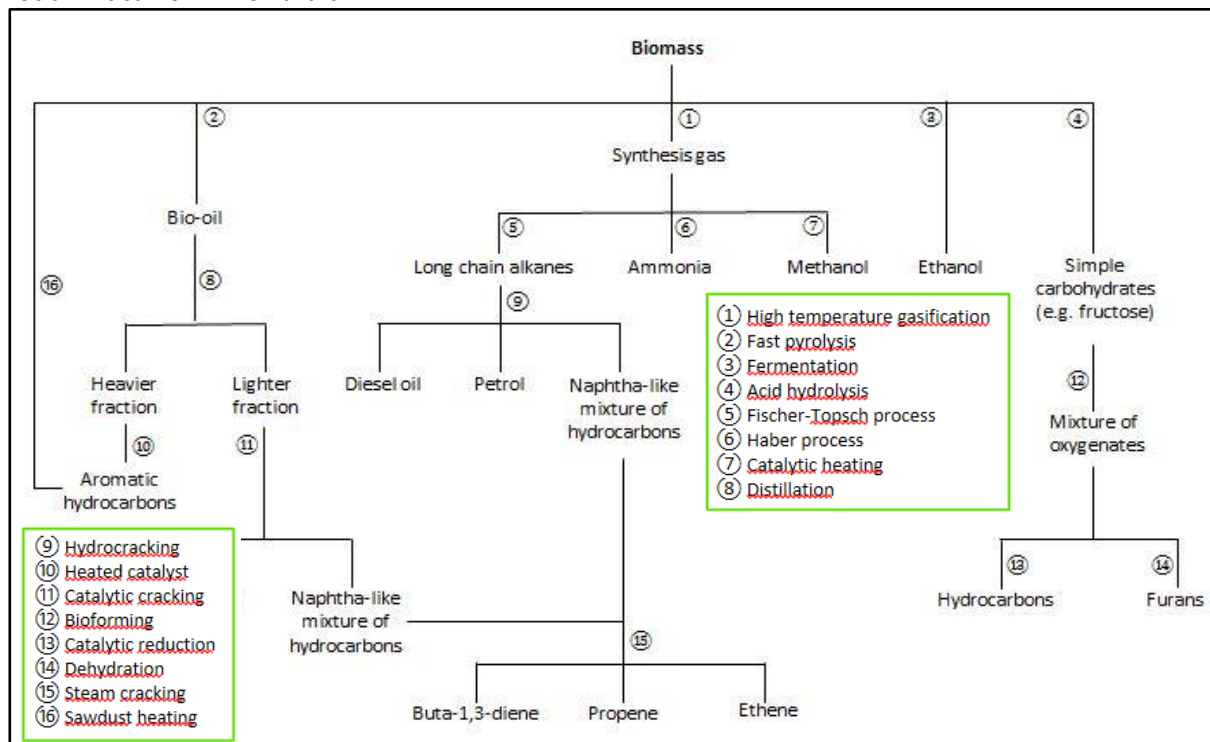 Biomass
②
①
③
④
Synthesis gas
Bio-oil
⑤
⑥
⑦
⑯
⑧
Long chain alkanes
Ammonia
Methanol
Ethanol
Simple
carbohydrates
(e.g. fructose)
⑨
Heavier
fraction
Lighter
fraction
Diesel oil
Petrol
Naphtha-like
mixture of
hydrocarbons
① High temperature gasification
② Fast pyrolysis
③ Fermentation
④ Acid hydrolysis
⑤ Fischer-Topsch process
⑥ Haber process
⑦ Catalytic heating
⑧ Distillation
⑫
Mixture of
oxygenates
⑩
⑪
Aromatic
hydrocarbons
⑨ Hydrocracking
⑩ Heated catalyst
⑪ Catalytic cracking
⑫ Bioforming
⑬ Catalytic reduction
⑭ Dehydration
⑮ Steam cracking
⑯ Sawdust heating
Naphtha-like
mixture of
hydrocarbons
⑬
⑭
Hydrocarbons
Furans
⑮
Buta-1,3-diene
Propene
Ethene